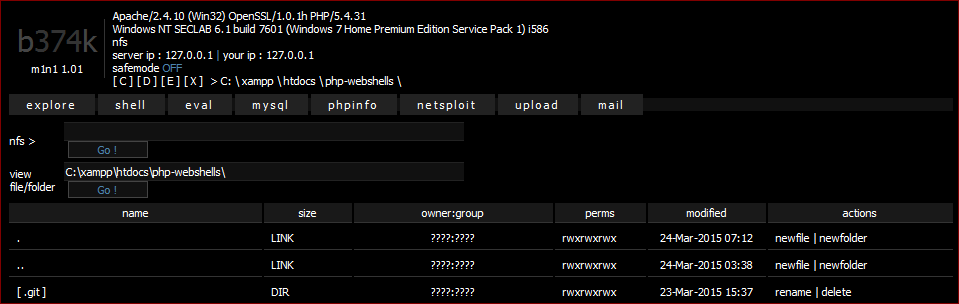 b374k
m1n1 1.01
Apache/2.4.10 (Win32) OpenSSL/1.0.1h PHP/5.4.31
Windows NT SECLAB 6.1 build 7601 (Windows 7 Home Premium Edition Service Pack 1) i586
nfs
server ip : 127.0.0.1 | your ip : 127.0.0.1
safemode OFF
[ C ] [ D ] [ E ] [ X ] > C: \ xampp \ htdocs \ php-webshells \
explore shell eval mysql phpinfo netsploit upload mail
nfs >
Go !
view file/folder C:\xampp\htdocs\php-webshells\
Go !
name size owner:group perms modified actions
. LINK ????:???? rwxrwxrwx 24-Mar-2015 07:12 newfile | newfolder
.. LINK ????:???? rwxrwxrwx 24-Mar-2015 03:38 newfile | newfolder
[ .git ] DIR ????:???? rwxrwxrwx 23-Mar-2015 15:37 rename | delete